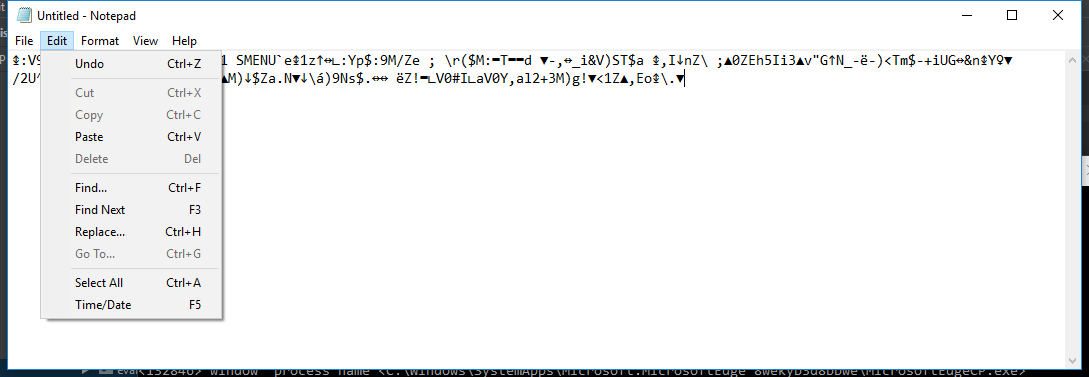 Untitled - Notepad
File Edit Format View Help
⇕:V9
1 SMENU`e⇕1z↑↔∟:Yp$:9M/Ze ; \r($M:━T══d ▼-,↔_i&V)ST$a ⇕,I↓nZ\ ;▲0ZEh5Ii3▲v"G↑N_-ë-)<Tm$-+iUG↔&n⇕Y♀▼
/2U^
▲M)↓$Za.N▼↓\á)9Ns$.↔↔ ëZ!━∟V0#I∟aV0Y,al2+3M)g!▼<1Z▲,Eo⇕\.▼
Undo Ctrl+Z
Cut Ctrl+X
Copy Ctrl+C
Paste Ctrl+V
Delete Del
Find... Ctrl+F
Find Next F3
Replace... Ctrl+H
Go To... Ctrl+G
Select All Ctrl+A
Time/Date F5
eval<132846> window process name <C:\Windows\SystemApps\Microsoft.MicrosoftEdge_8wekyb3d8bbwe\MicrosoftEdgeCP.exe>